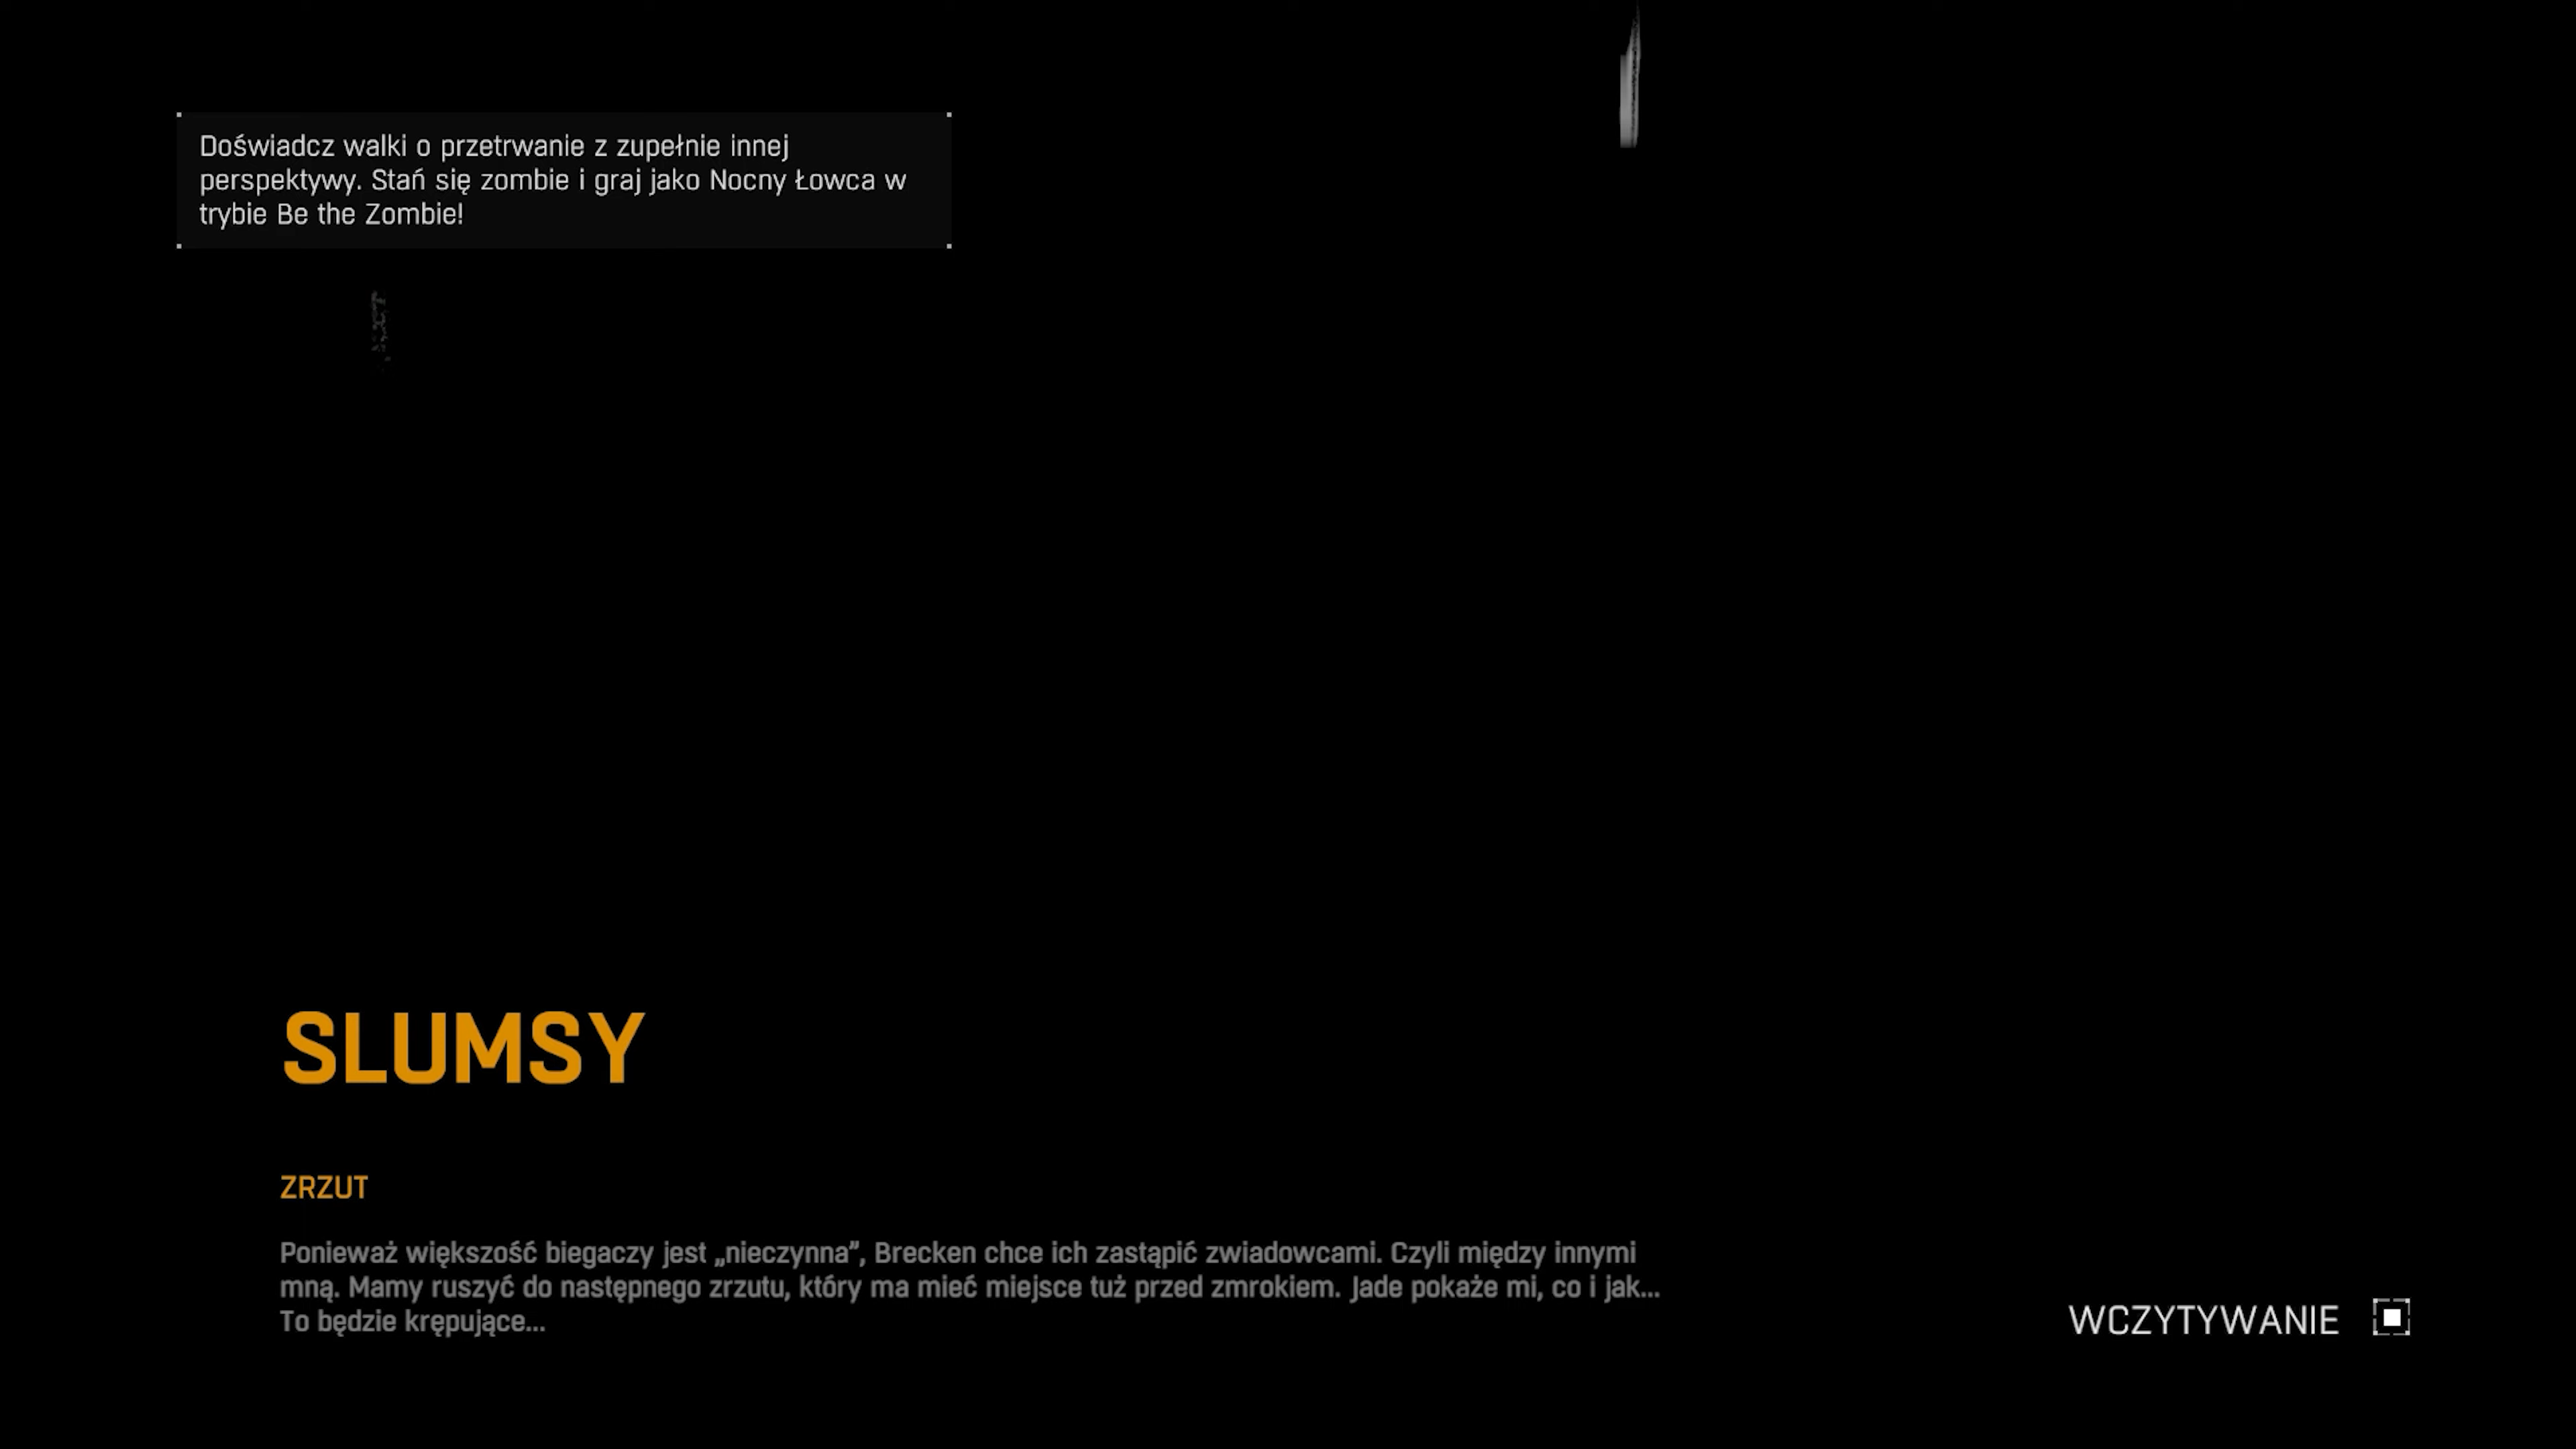 Doświadcz walki o przetrwanie z zupełnie innej
perspektywy. Stań się zombie i graj jako Nocny Łowca w
trybie Be the Zombie!
SLUMSY
ZRZUT
Ponieważ większość biegaczy jest „nieczynna”, Brecken chce ich zastąpić zwiadowcami. Czyli między innymi
mną. Mamy ruszyć do następnego zrzutu, który ma mieć miejsce tuż przed zmrokiem. Jade pokaże mi, co i jak...
To będzie krępujące...
WCZYTYWANIE